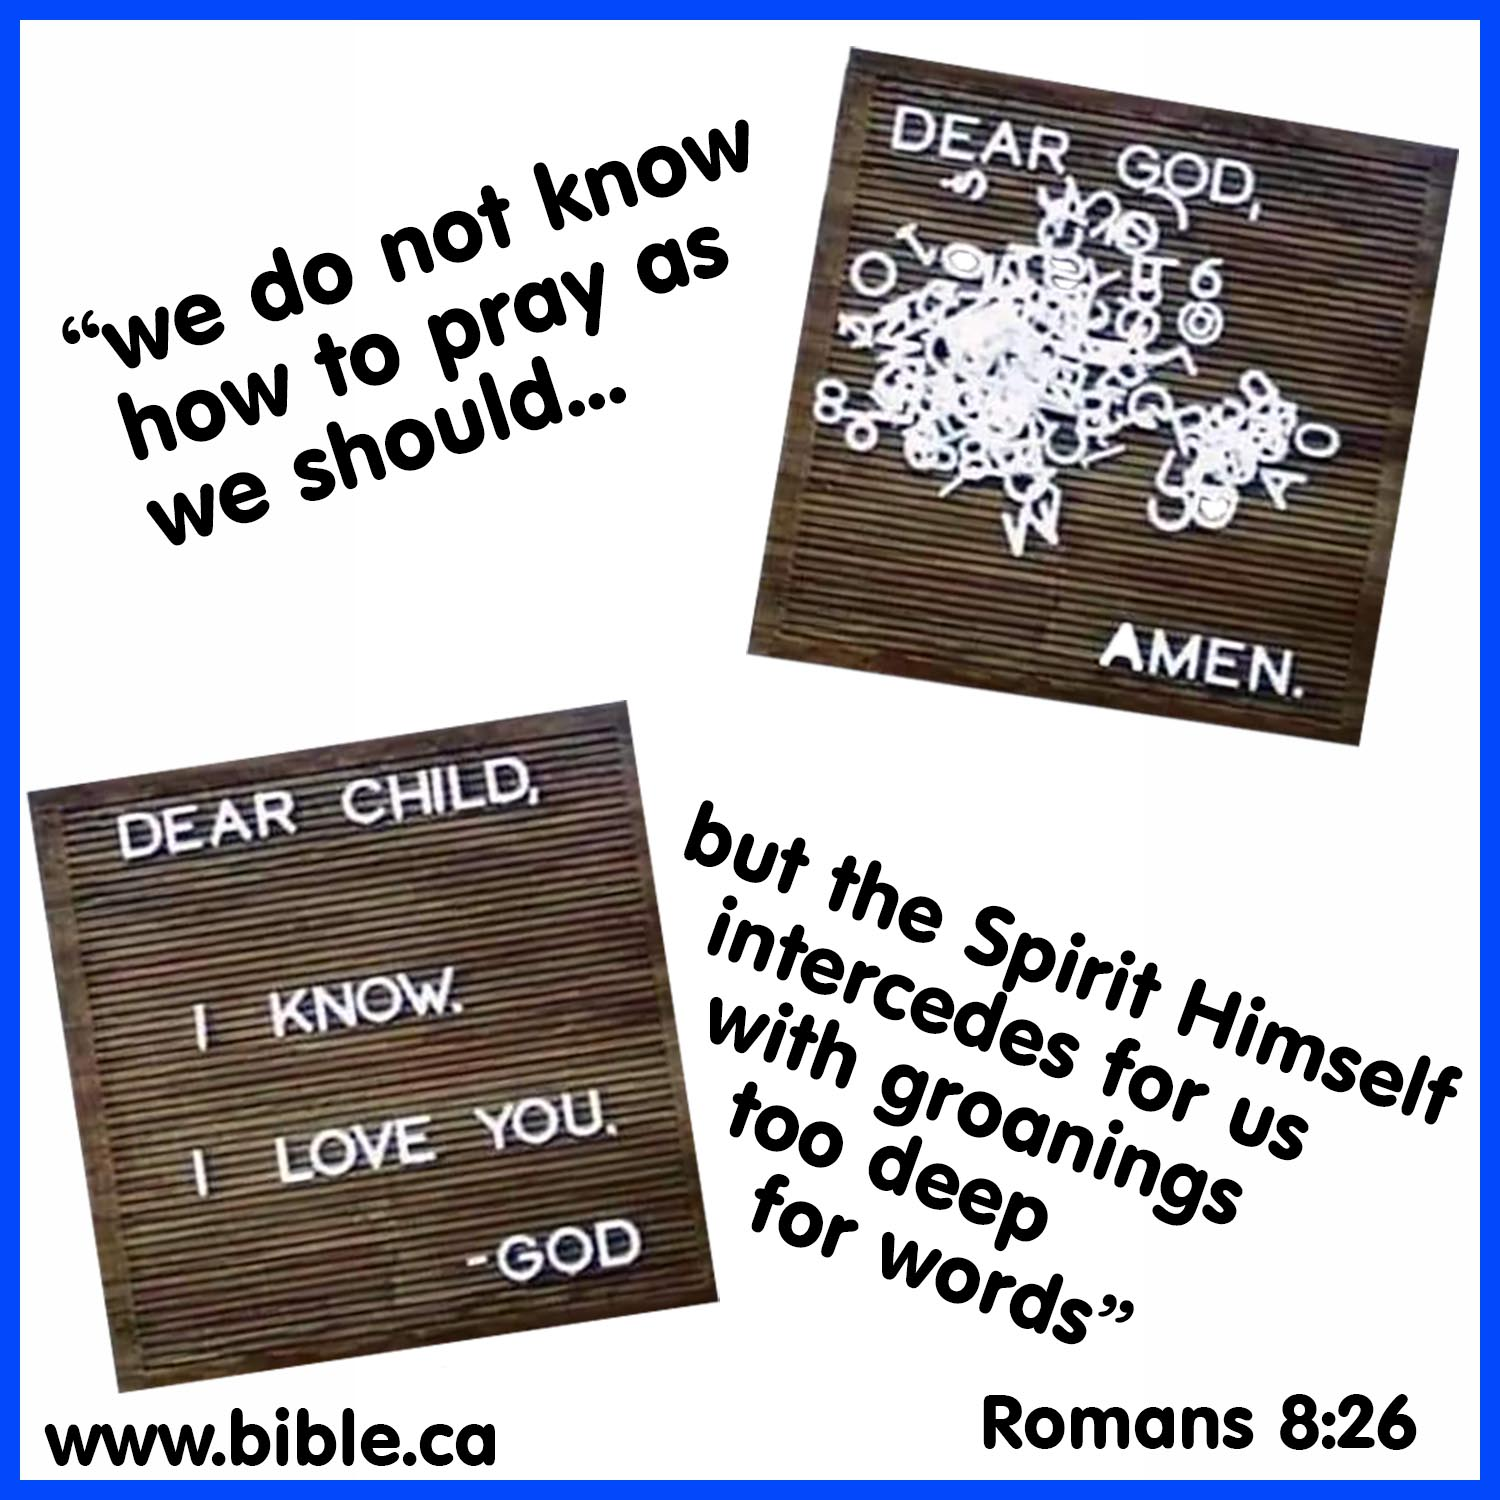 “we do not know
how to pray as
we should...
DEAR GOD,
AMEN.
DEAR CHILD,
I KNOW.
I LOVE YOU.
-GOD
but the Spirit Himself
intercedes for us
with groanings
too deep
for words”
www.bible.ca
Romans 8:26